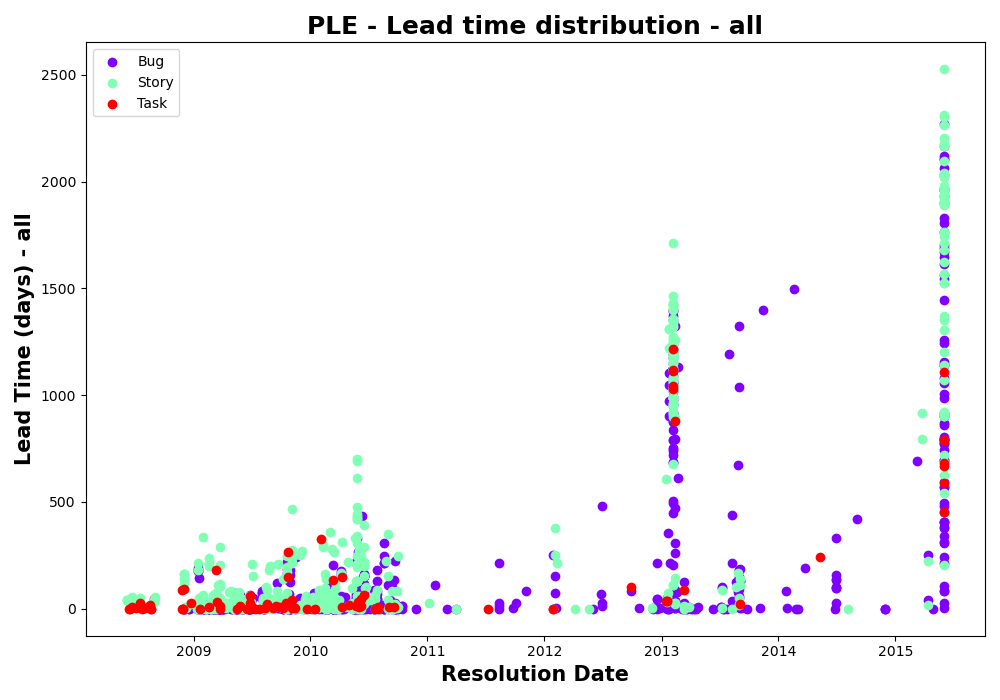 PLE - Lead time distribution - all
Bug
Story
Task
Lead Time (days) - all
2500
2000
1500
1000
500
0
2009
2010
2011
2012
2013
2014
2015
Resolution Date